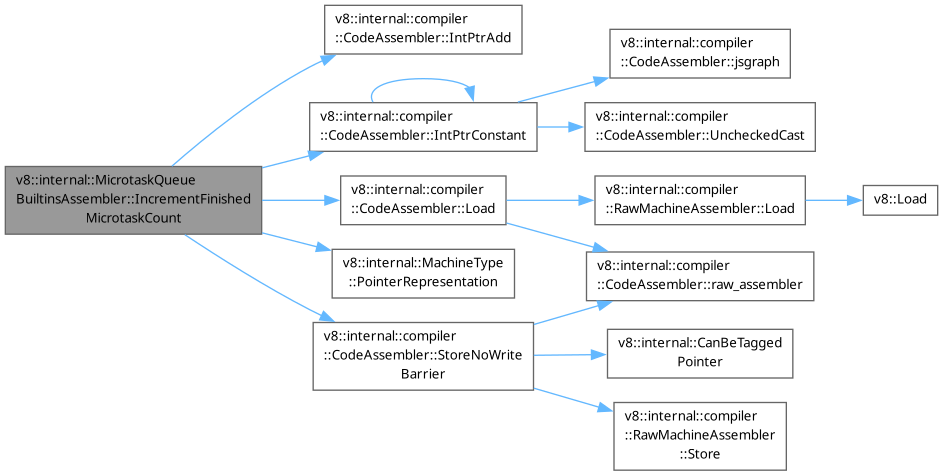 v8::internal::compiler
::CodeAssembler::IntPtrAdd
v8::internal::compiler
::CodeAssembler::jsgraph
v8::internal::compiler
::CodeAssembler::IntPtrConstant
v8::internal::compiler
::CodeAssembler::UncheckedCast
v8::internal::MicrotaskQueue
BuiltinsAssembler::IncrementFinished
MicrotaskCount
v8::internal::compiler
::CodeAssembler::Load
v8::internal::compiler
::RawMachineAssembler::Load
v8::Load
v8::internal::MachineType
::PointerRepresentation
v8::internal::compiler
::CodeAssembler::raw_assembler
v8::internal::compiler
::CodeAssembler::StoreNoWrite
Barrier
v8::internal::CanBeTagged
Pointer
v8::internal::compiler
::RawMachineAssembler
::Store